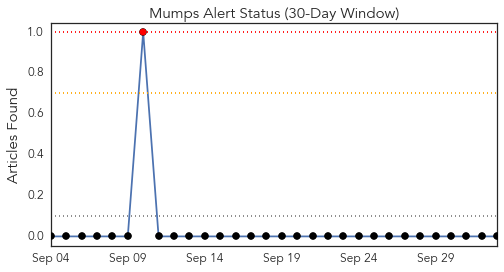 Mumps Alert Status (30-Day Window)
Articles Found
1.0
0.8
0.6
0.4
0.2
0.0
Sep 04 Sep 09 Sep 14 Sep 19 Sep 24 Sep 29